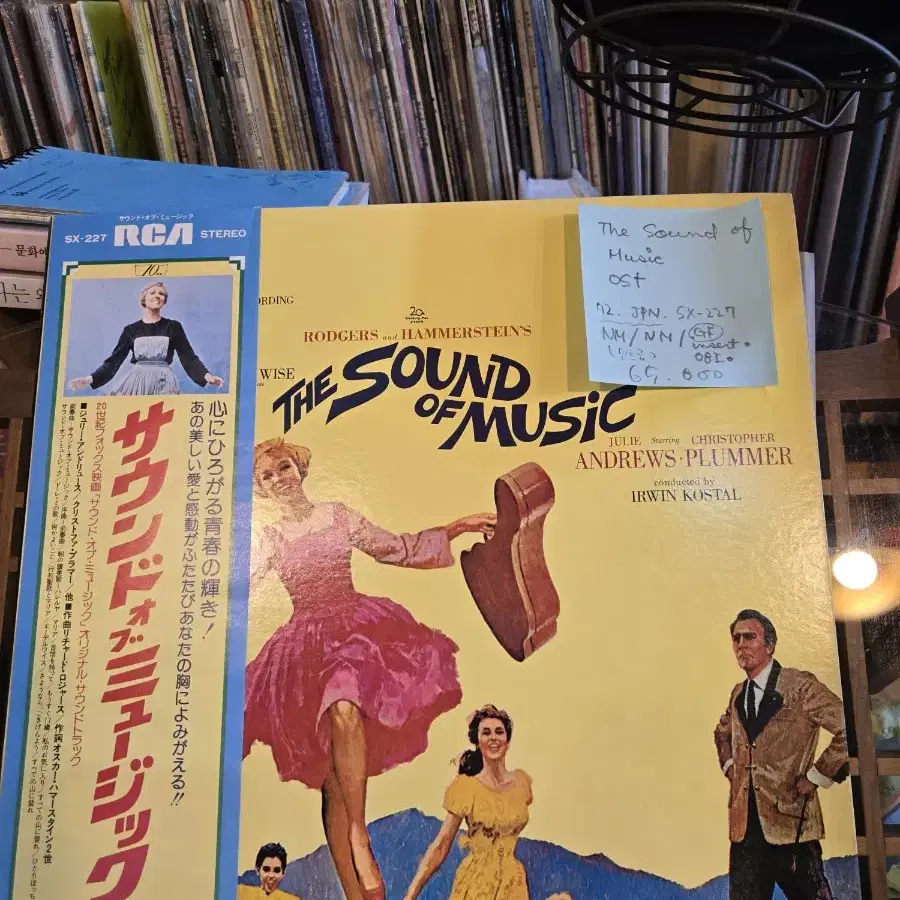 サウンド・オブ・ミュージック
SX-227 RCA STEREO
心にひろがる青春の輝き!
あの美しい愛と感動がふたたびあなたの胸によみがえる!!
サウンド オブ ミュージック
20世紀フォックス映画「サウンド・オブ・ミュージック」オリジナル・サウンドトラック
■ジュリー・アンドリュース/クリストファ・プラマー/他■作曲リチャード・ロジャース/作詞オスカー・ハマースタイン2世
ORDING
RODGERS and HAMMERSTEIN'S
WISE
THE SOUND
OF MUSIC
JULIE Starring CHRISTOPHER
ANDREWS · PLUMMER
conducted by
IRWIN KOSTAL
The Sound of
Music
OST
72. JPN. SX-227
NM/NM/GF
insert.
OBI.
65.000
문화